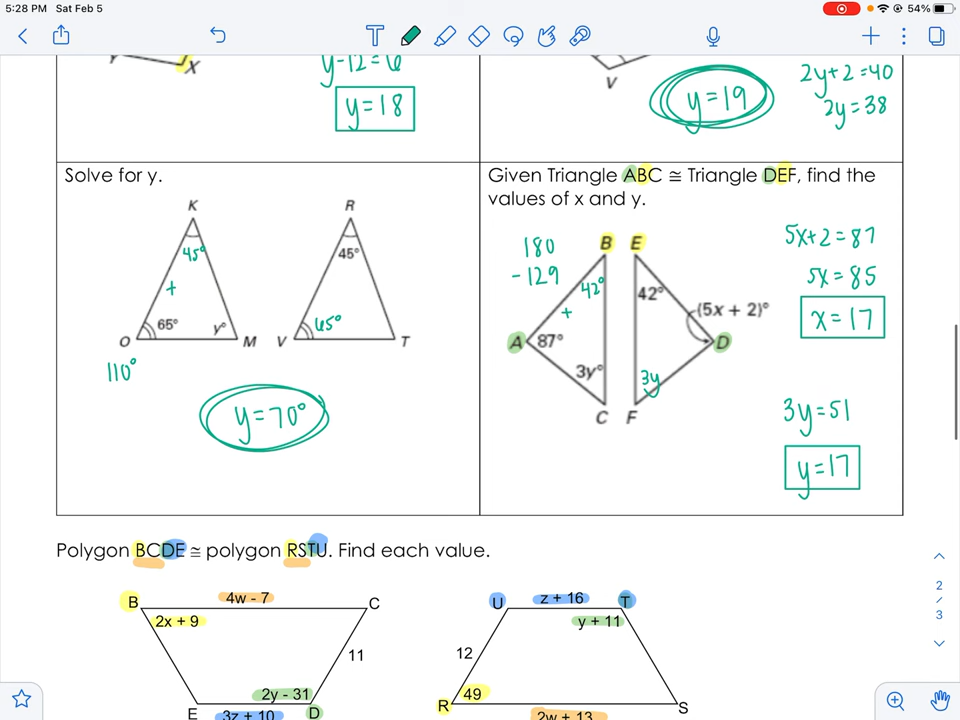 5:28 PM Sat Feb 5
54%
T
X
y-12=6
y=18
V
y=19
2y+2=40
2y=38
Solve for y.
K
45°
+
65°
y°
O
M
110°
R
45°
65°
V
T
y=70°
Given Triangle ABC ≅ Triangle DEF, find the
values of x and y.
180
-129
B
E
42°
42°
+
(5x + 2)°
A
87°
D
3y°
3y
C
F
5x+2=87
5x=85
x=17
3y=51
y=17
Polygon BCDE ≅ polygon RSTU. Find each value.
B
4w - 7
C
2x + 9
11
2y - 31
E
3z + 10
D
U
z + 16
T
y + 11
12
49
R
2w + 13
S
2
/
3